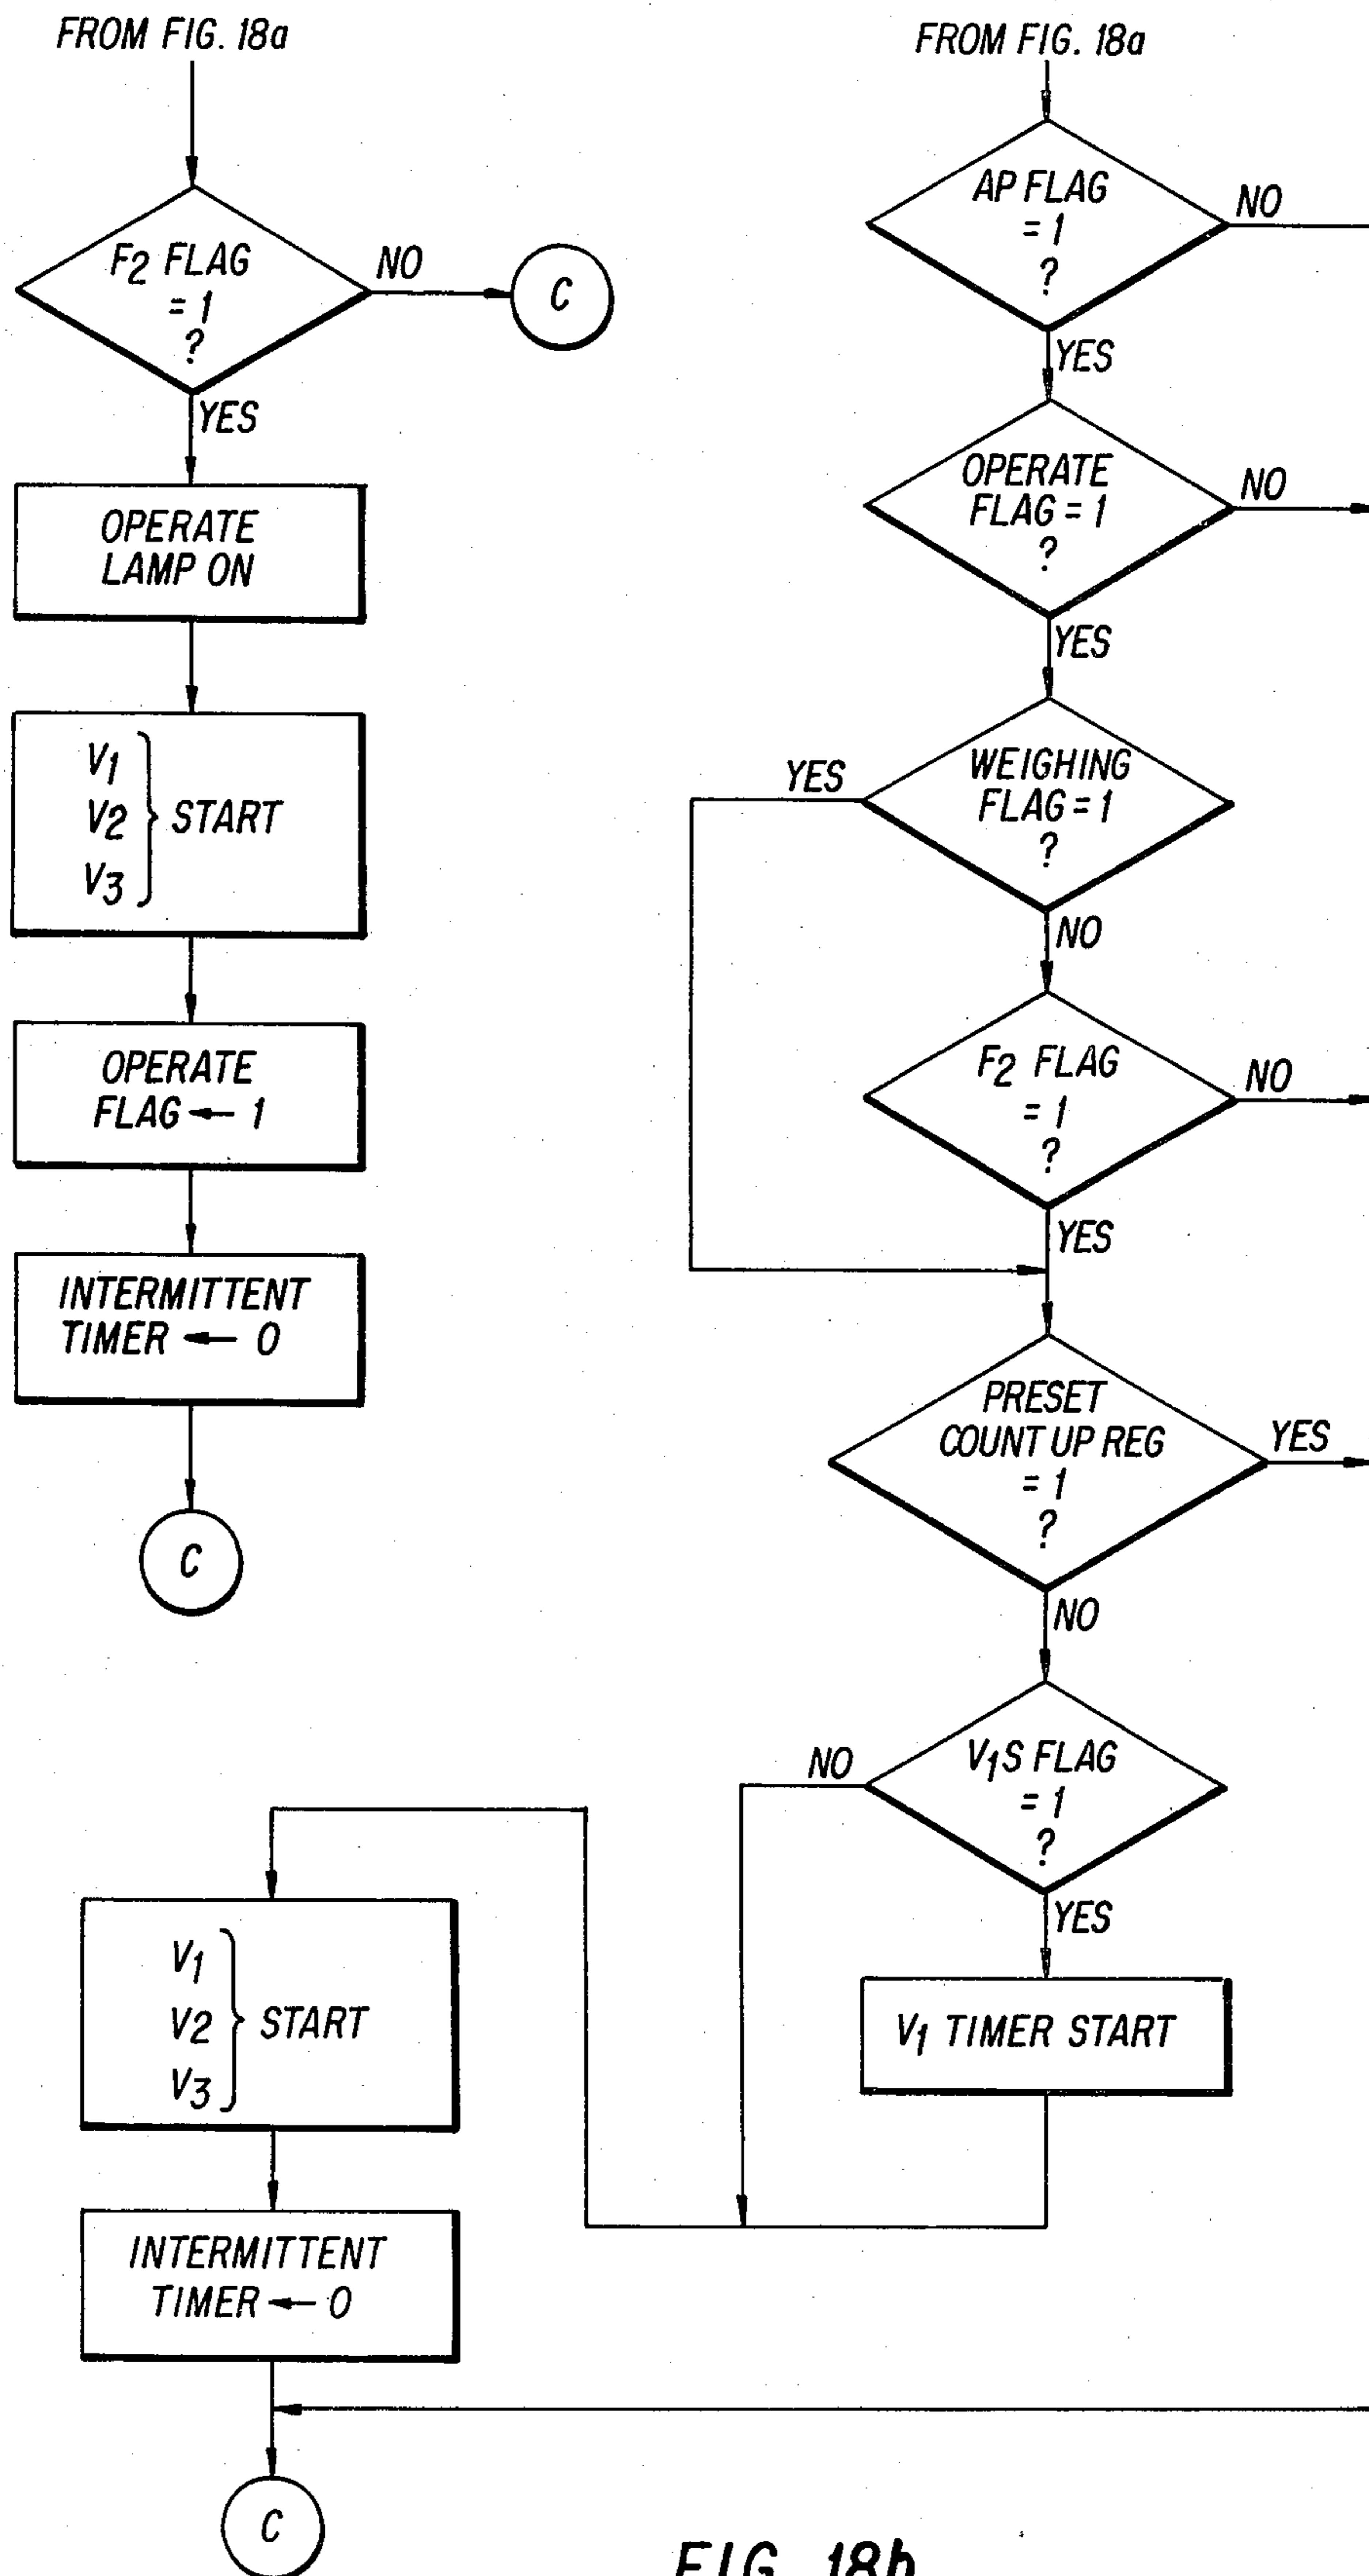 FROM FIG. 18a
F2 FLAG
= 1
?
NO
C
YES
OPERATE
LAMP ON
V1
V2 } START
V3
OPERATE
FLAG ← 1
INTERMITTENT
TIMER ← 0
C
FROM FIG. 18a
AP FLAG
= 1
?
NO
YES
OPERATE
FLAG = 1
?
NO
YES
WEIGHING
FLAG = 1
?
YES
NO
F2 FLAG
= 1
?
NO
YES
PRESET
COUNT UP REG
= 1
?
YES
NO
V1S FLAG
= 1
?
NO
YES
V1 TIMER START
V1
V2 } START
V3
INTERMITTENT
TIMER ← 0
C
FIG. 18b